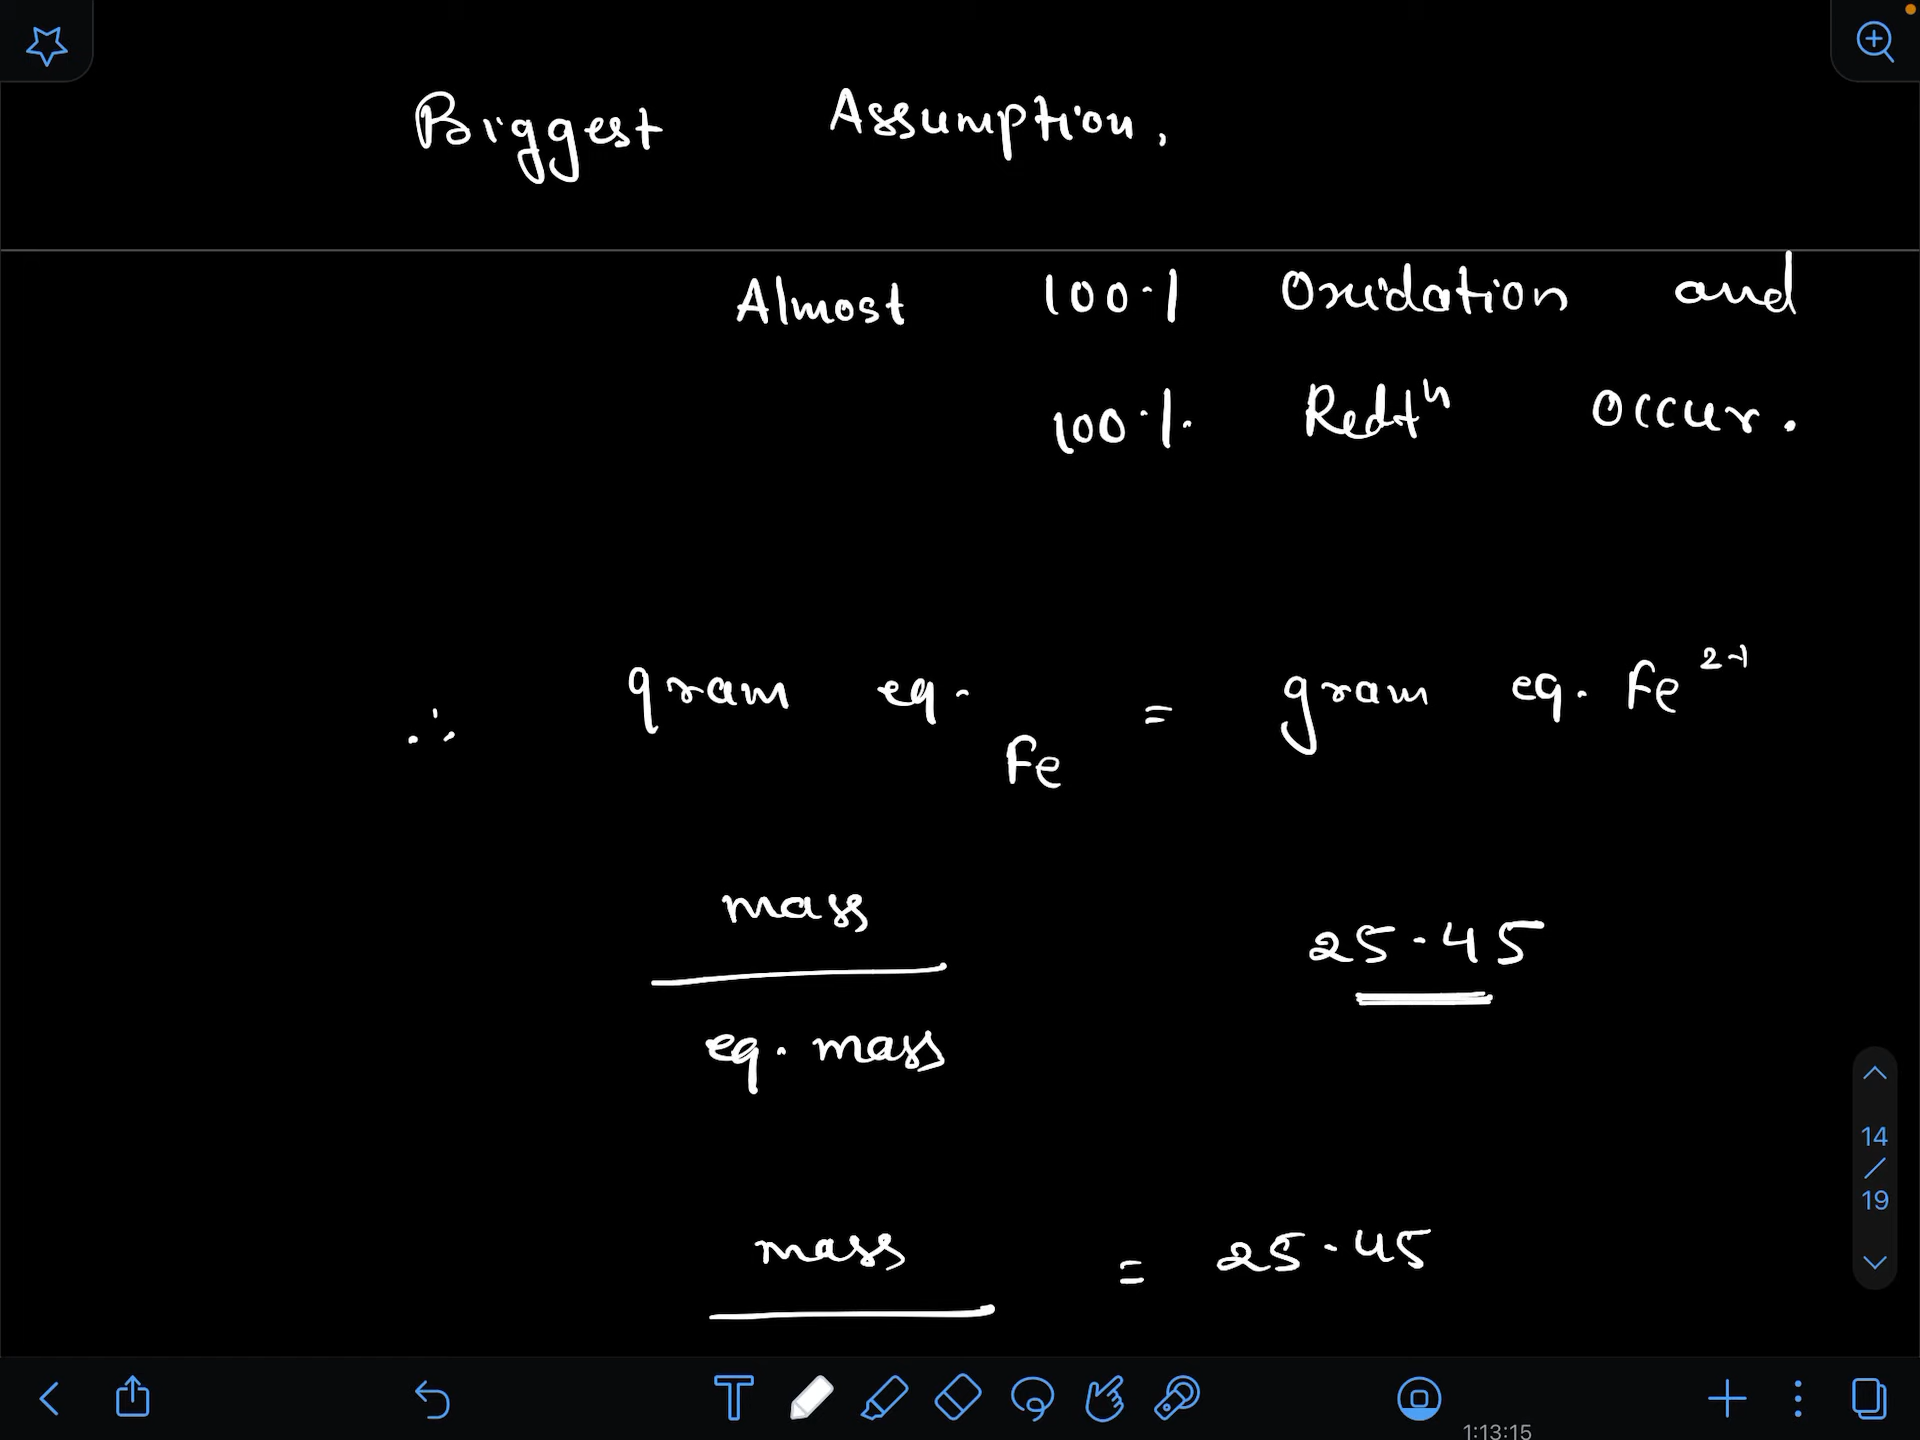 Biggest Assumption,
Almost 100·/ Oxidation and
100·/. Redtⁿ occur.
∴ gram eq. Fe = gram eq. Fe²⁺
mass 25.45
eq. mass
mass = 25.45
14
/
19
T
1:13:15